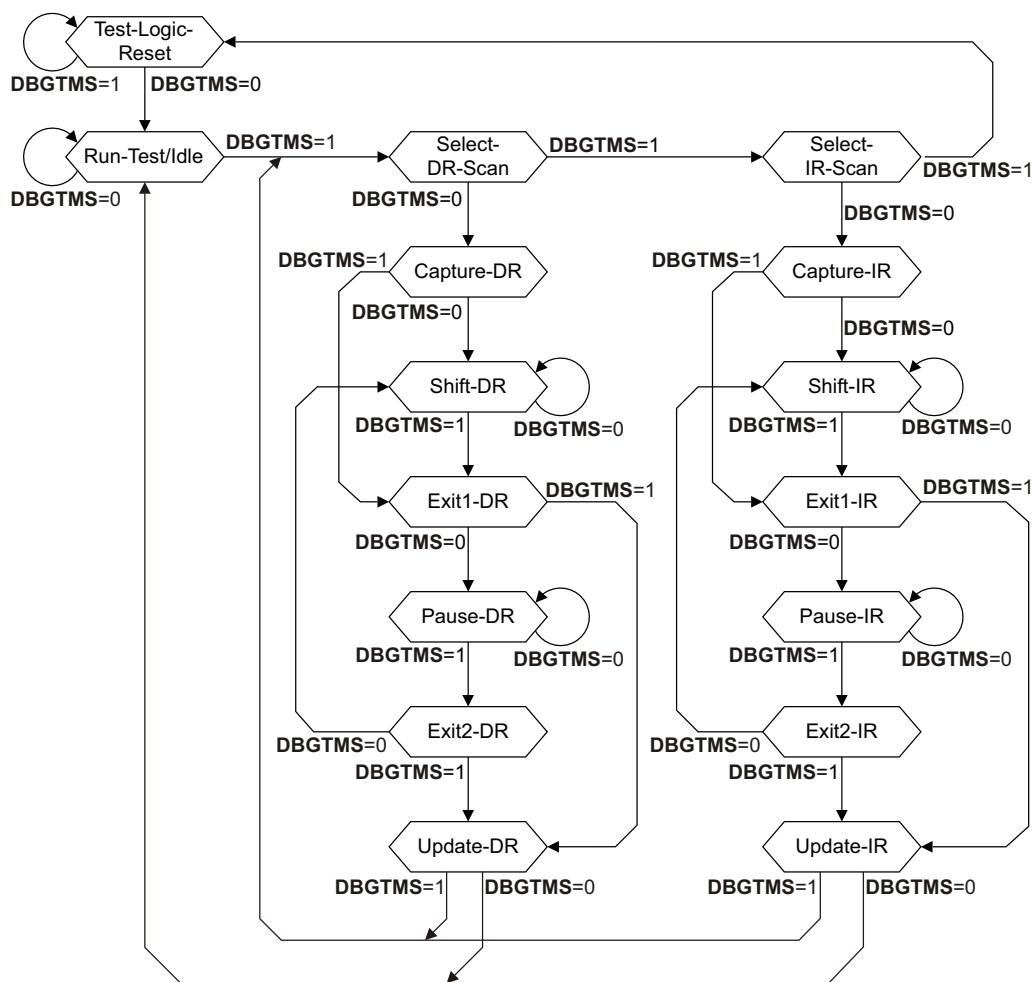 Test-Logic-
Reset
DBGTMS=1
DBGTMS=0
Run-Test/Idle
DBGTMS=1
Select-
DR-Scan
DBGTMS=1
Select-
IR-Scan
DBGTMS=1
DBGTMS=0
DBGTMS=0
DBGTMS=0
DBGTMS=1
Capture-DR
DBGTMS=1
Capture-IR
DBGTMS=0
DBGTMS=0
Shift-DR
Shift-IR
DBGTMS=1
DBGTMS=0
DBGTMS=1
DBGTMS=0
Exit1-DR
DBGTMS=1
Exit1-IR
DBGTMS=1
DBGTMS=0
DBGTMS=0
Pause-DR
Pause-IR
DBGTMS=1
DBGTMS=0
DBGTMS=1
DBGTMS=0
Exit2-DR
Exit2-IR
DBGTMS=0
DBGTMS=1
DBGTMS=0
DBGTMS=1
Update-DR
Update-IR
DBGTMS=1
DBGTMS=0
DBGTMS=1
DBGTMS=0